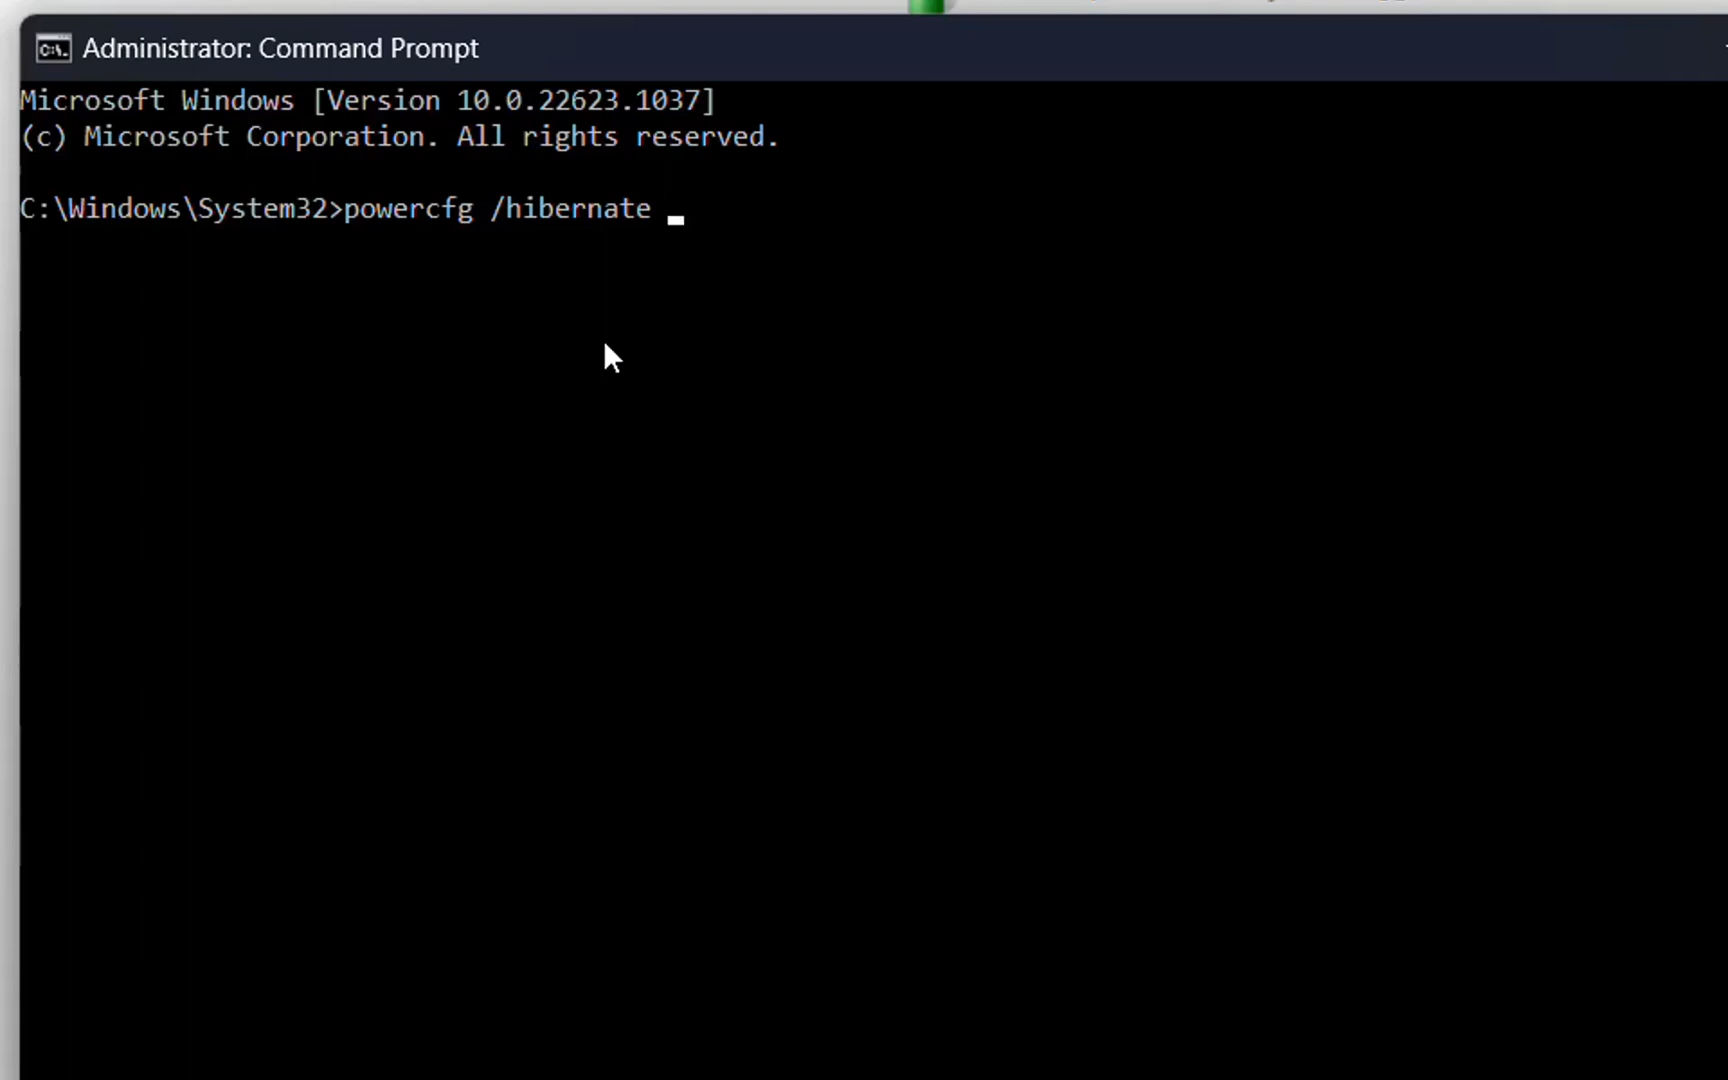 Administrator: Command Prompt
Microsoft Windows [Version 10.0.22623.1037]
(c) Microsoft Corporation. All rights reserved.
C:\Windows\System32>powercfg /hibernate